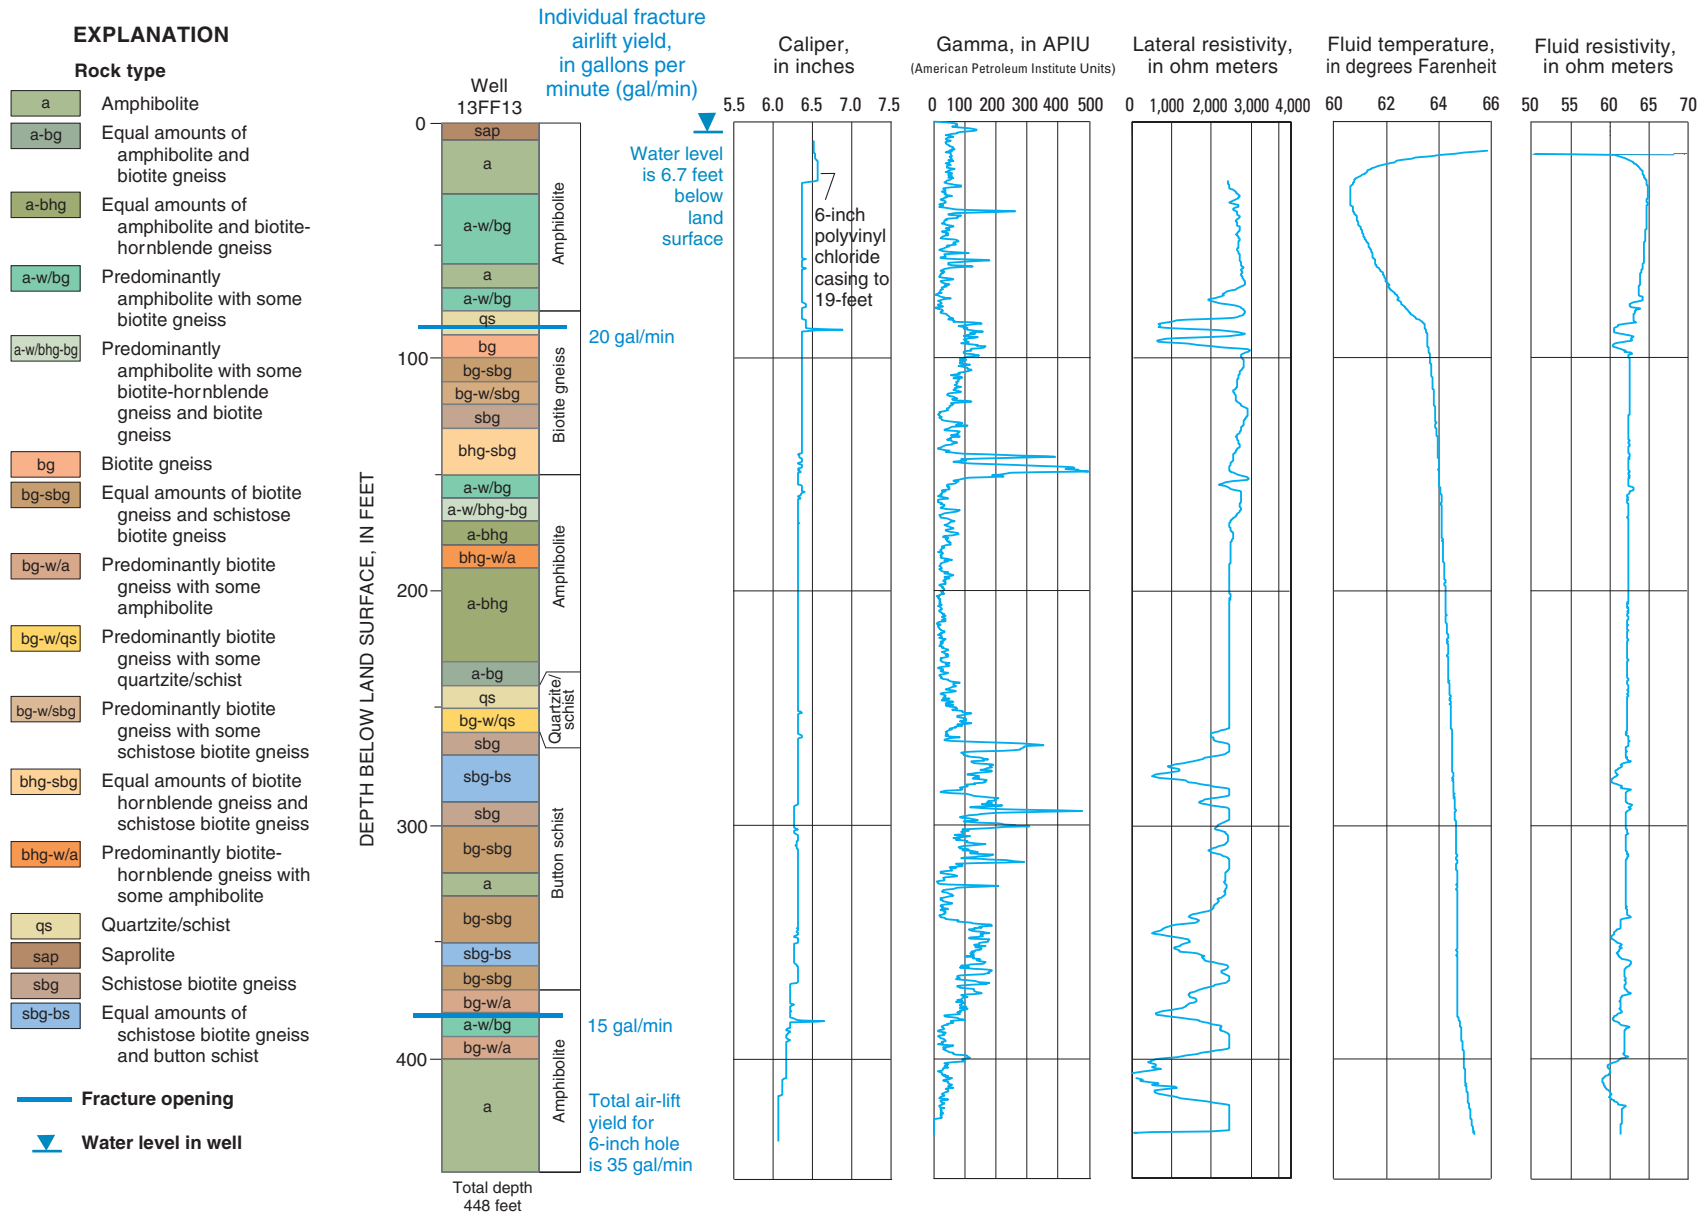 EXPLANATION
Rock type
a Amphibolite
a-bg Equal amounts of
amphibolite and
biotite gneiss
a-bhg Equal amounts of
amphibolite and biotite-
hornblende gneiss
a-w/bg Predominantly
amphibolite with some
biotite gneiss
a-w/bhg-bg Predominantly
amphibolite with some
biotite-hornblende
gneiss and biotite
gneiss
bg Biotite gneiss
bg-sbg Equal amounts of biotite
gneiss and schistose
biotite gneiss
bg-w/a Predominantly biotite
gneiss with some
amphibolite
bg-w/qs Predominantly biotite
gneiss with some
quartzite/schist
bg-w/sbg Predominantly biotite
gneiss with some
schistose biotite gneiss
bhg-sbg Equal amounts of biotite
hornblende gneiss and
schistose biotite gneiss
bhg-w/a Predominantly biotite-
hornblende gneiss with
some amphibolite
qs Quartzite/schist
sap Saprolite
sbg Schistose biotite gneiss
sbg-bs Equal amounts of
schistose biotite gneiss
and button schist
Fracture opening
Water level in well
DEPTH BELOW LAND SURFACE, IN FEET
0
100
200
300
400
Well
13FF13
sap
a
a-w/bg
a
a-w/bg
qs
bg
bg-sbg
bg-w/sbg
sbg
bhg-sbg
a-w/bg
a-w/bhg-bg
a-bhg
bhg-w/a
a-bhg
a-bg
qs
bg-w/qs
sbg
sbg-bs
sbg
bg-sbg
a
bg-sbg
sbg-bs
bg-sbg
bg-w/a
a-w/bg
bg-w/a
a
Total depth
448 feet
Amphibolite
Biotite gneiss
Amphibolite
Quartzite/
schist
Button schist
Amphibolite
Individual fracture
airlift yield,
in gallons per
minute (gal/min)
Water level
is 6.7 feet
below
land
surface
20 gal/min
15 gal/min
Total air-lift
yield for
6-inch hole
is 35 gal/min
Caliper,
in inches
5.5 6.0 6.5 7.0 7.5
6-inch
polyvinyl
chloride
casing to
19-feet
Gamma, in APIU
(American Petroleum Institute Units)
0 100 200 300 400 500
Lateral resistivity,
in ohm meters
0 1,000 2,000 3,000 4,000
Fluid temperature,
in degrees Farenheit
60 62 64 66
Fluid resistivity,
in ohm meters
50 55 60 65 70